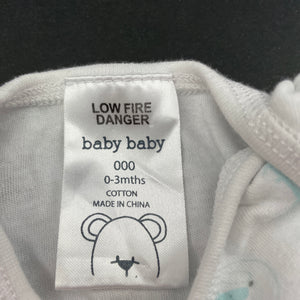 LOW FIRE
DANGER
baby baby
000
0-3mths
COTTON
MADE IN CHINA